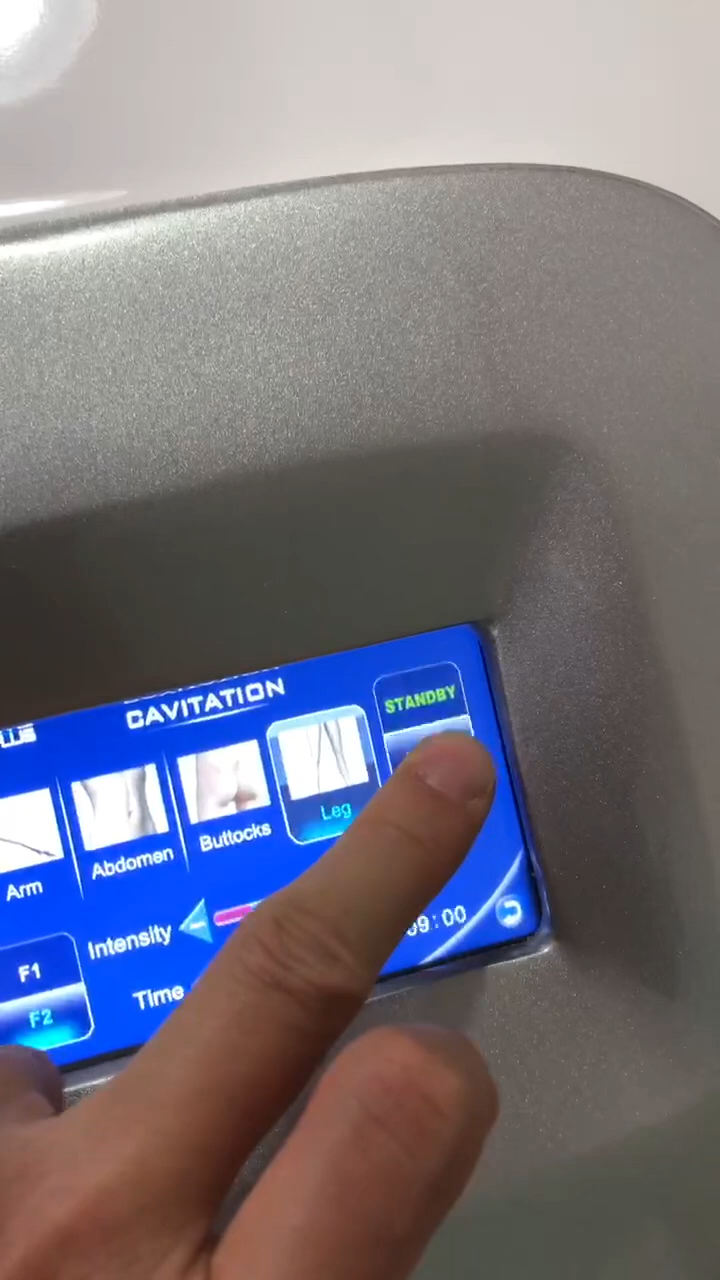 CAVITATION
STANDBY
Arm
Abdomen
Buttocks
Leg
Intensity
09:00
F1
F2
Time